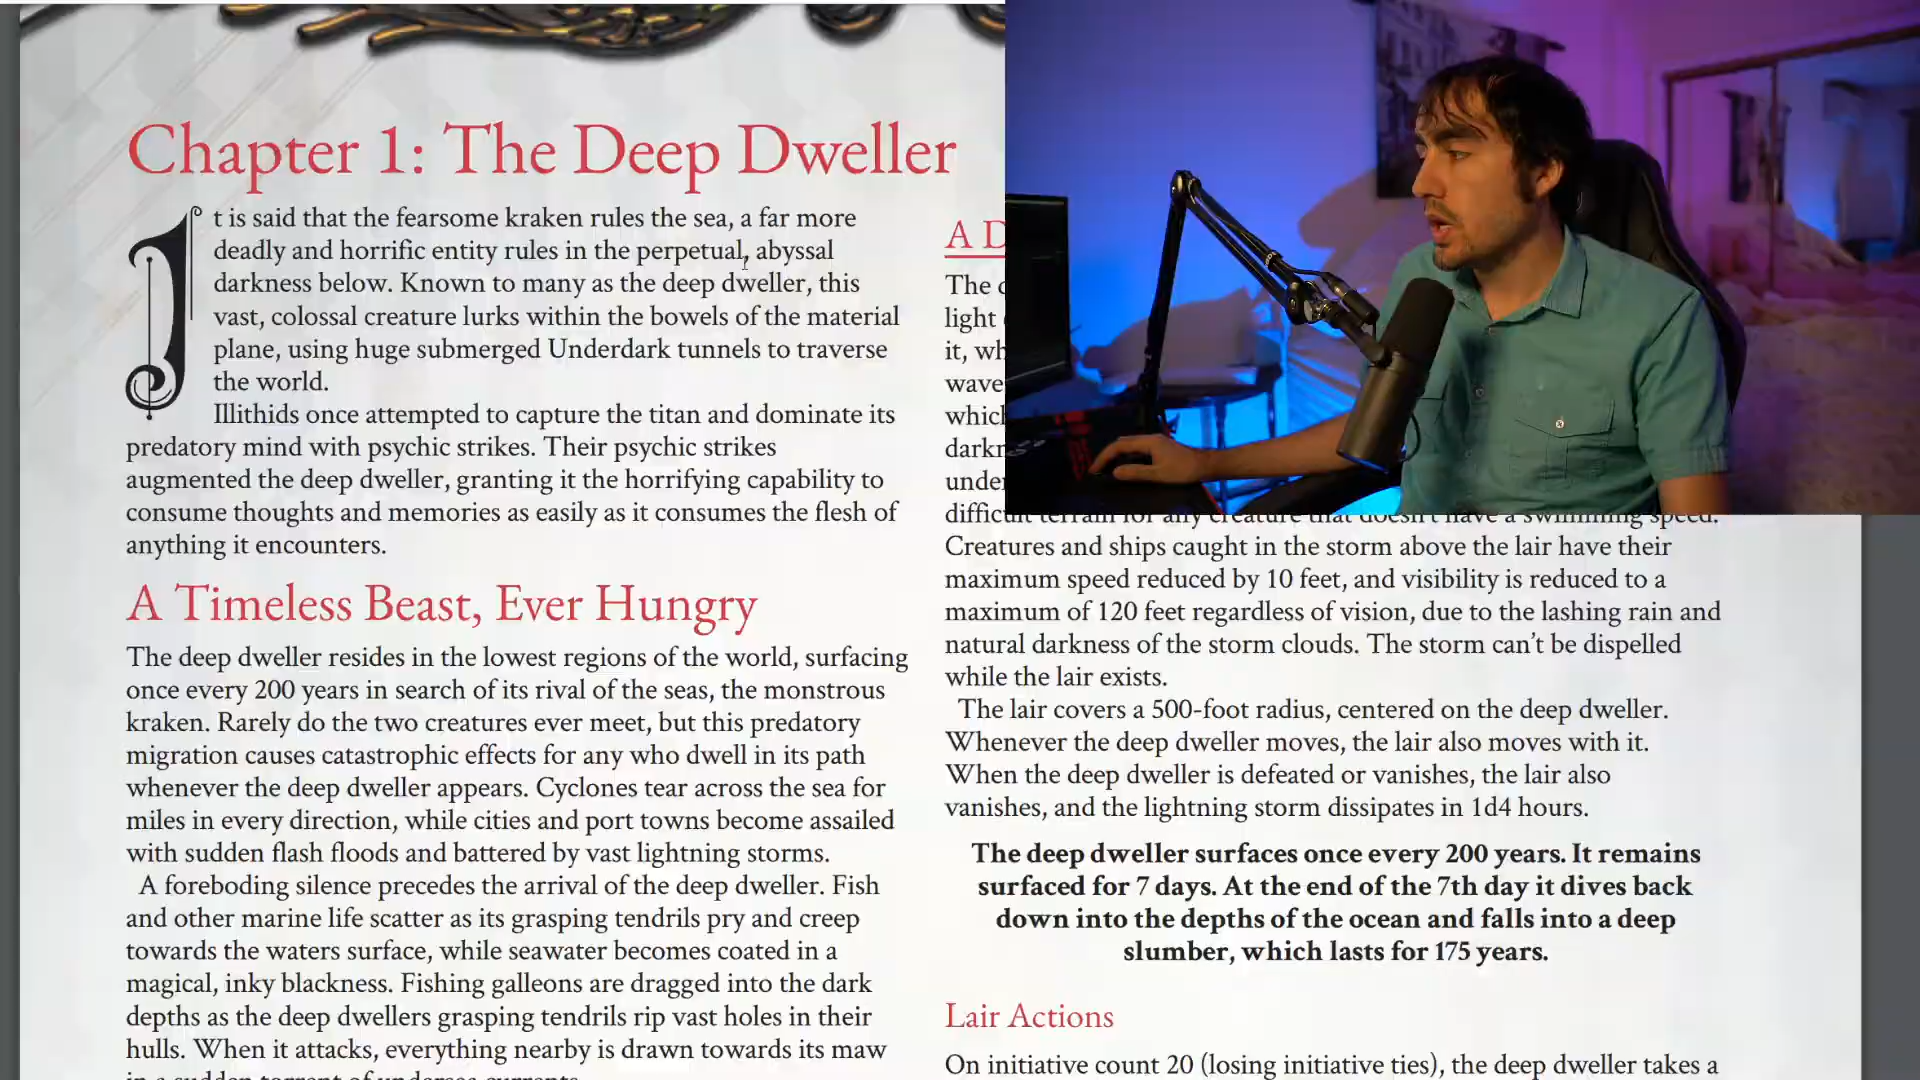 Chapter 1: The Deep Dweller
It is said that the fearsome kraken rules the sea, a far more
deadly and horrific entity rules in the perpetual, abyssal
darkness below. Known to many as the deep dweller, this
vast, colossal creature lurks within the bowels of the material
plane, using huge submerged Underdark tunnels to traverse
the world.
Illithids once attempted to capture the titan and dominate its
predatory mind with psychic strikes. Their psychic strikes
augmented the deep dweller, granting it the horrifying capability to
consume thoughts and memories as easily as it consumes the flesh of
anything it encounters.
A Timeless Beast, Ever Hungry
The deep dweller resides in the lowest regions of the world, surfacing
once every 200 years in search of its rival of the seas, the monstrous
kraken. Rarely do the two creatures ever meet, but this predatory
migration causes catastrophic effects for any who dwell in its path
whenever the deep dweller appears. Cyclones tear across the sea for
miles in every direction, while cities and port towns become assailed
with sudden flash floods and battered by vast lightning storms.
A foreboding silence precedes the arrival of the deep dweller. Fish
and other marine life scatter as its grasping tendrils pry and creep
towards the waters surface, while seawater becomes coated in a
magical, inky blackness. Fishing galleons are dragged into the dark
depths as the deep dwellers grasping tendrils rip vast holes in their
hulls. When it attacks, everything nearby is drawn towards its maw
in a sudden torrent of undersea currents.
A D
The
light
it, wh
wave
which
darkn
under
difficult terrain for any creature that doesn't have a swimming speed.
Creatures and ships caught in the storm above the lair have their
maximum speed reduced by 10 feet, and visibility is reduced to a
maximum of 120 feet regardless of vision, due to the lashing rain and
natural darkness of the storm clouds. The storm can't be dispelled
while the lair exists.
The lair covers a 500-foot radius, centered on the deep dweller.
Whenever the deep dweller moves, the lair also moves with it.
When the deep dweller is defeated or vanishes, the lair also
vanishes, and the lightning storm dissipates in 1d4 hours.
The deep dweller surfaces once every 200 years. It remains
surfaced for 7 days. At the end of the 7th day it dives back
down into the depths of the ocean and falls into a deep
slumber, which lasts for 175 years.
Lair Actions
On initiative count 20 (losing initiative ties), the deep dweller takes a